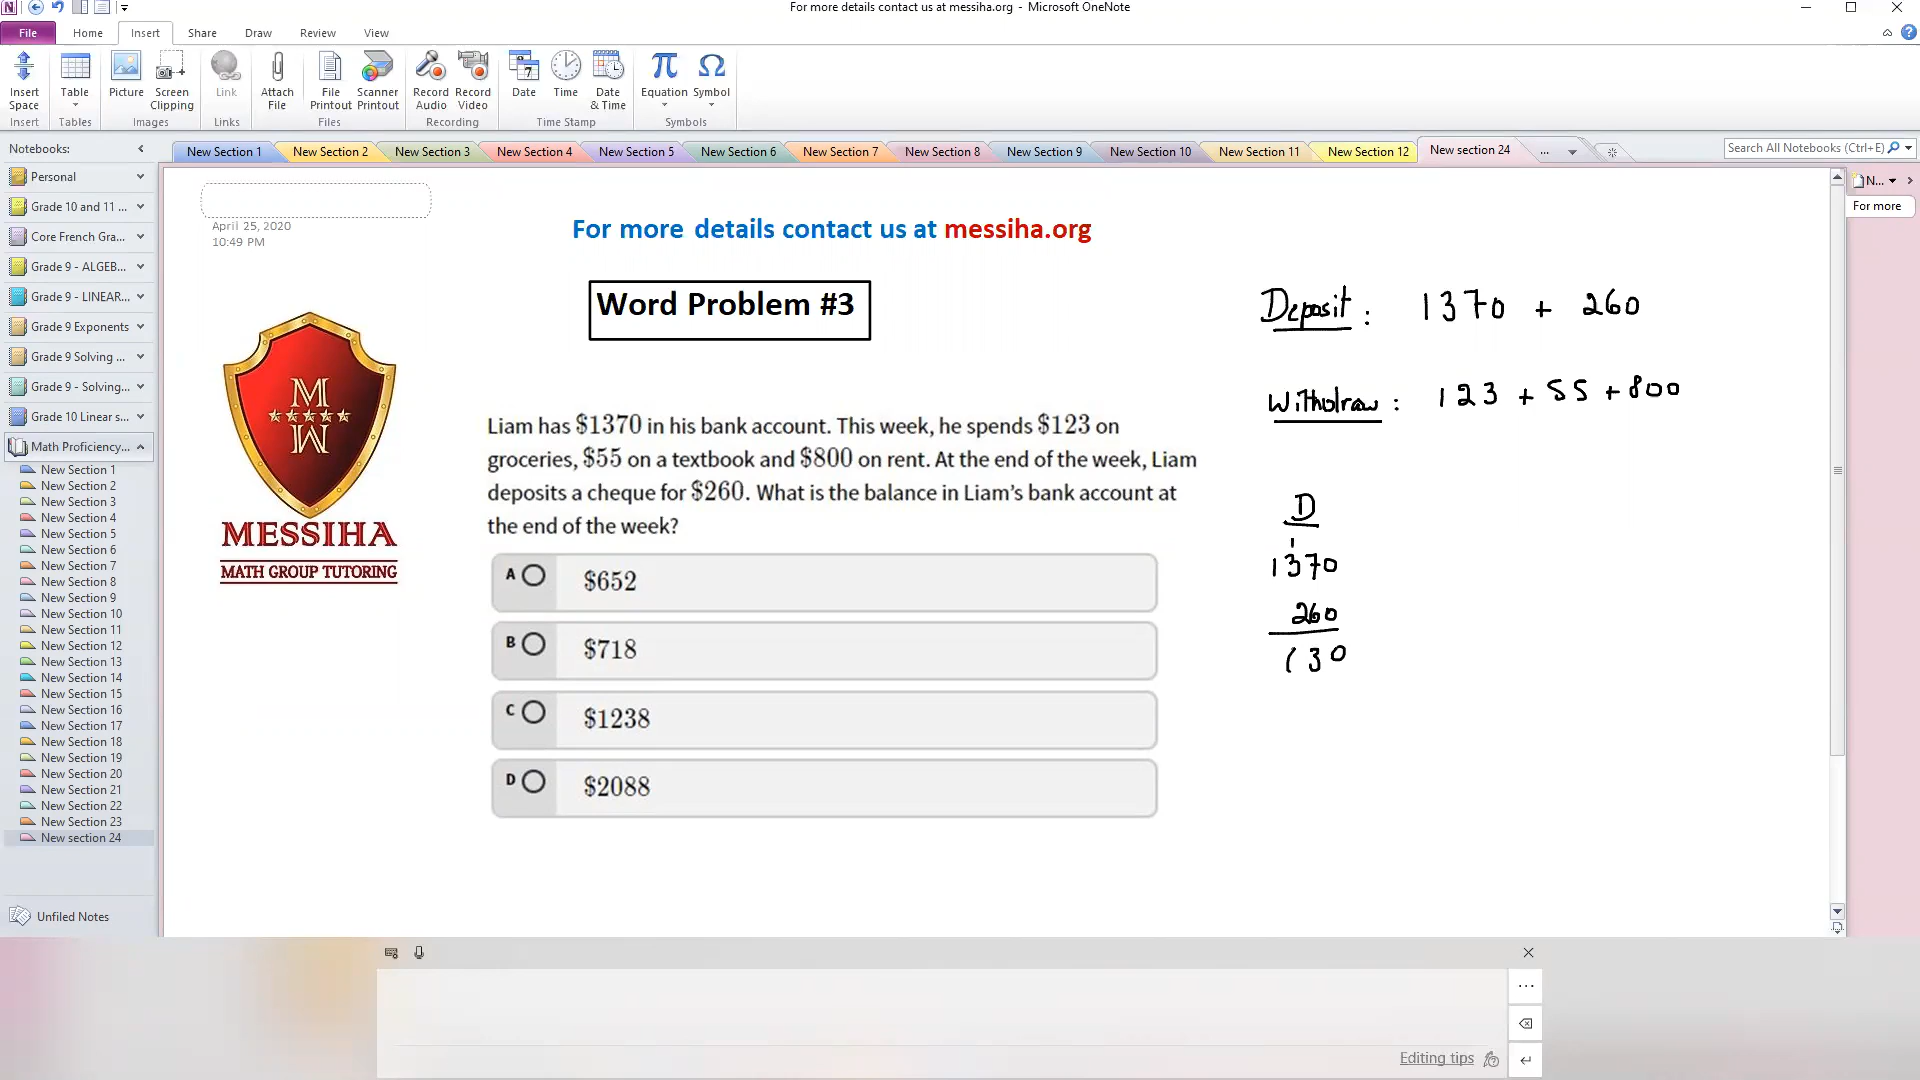 For more details contact us at messiha.org - Microsoft OneNote
File Home Insert Share Draw Review View
Insert Space Table Picture Screen Clipping Link Attach File File Printout Scanner Printout Record Audio Record Video Date Time Date & Time Equation Symbol
Insert Tables Images Links Files Recording Time Stamp Symbols
Notebooks:
New Section 1 New Section 2 New Section 3 New Section 4 New Section 5 New Section 6 New Section 7 New Section 8 New Section 9 New Section 10 New Section 11 New Section 12 New section 24 ...
Search All Notebooks (Ctrl+E)
N...
For more
Personal
Grade 10 and 11 ...
Core French Gra...
Grade 9 - ALGEB...
Grade 9 - LINEAR...
Grade 9 Exponents
Grade 9 Solving ...
Grade 9 - Solving...
Grade 10 Linear s...
Math Proficiency...
New Section 1
New Section 2
New Section 3
New Section 4
New Section 5
New Section 6
New Section 7
New Section 8
New Section 9
New Section 10
New Section 11
New Section 12
New Section 13
New Section 14
New Section 15
New Section 16
New Section 17
New Section 18
New Section 19
New Section 20
New Section 21
New Section 22
New Section 23
New section 24
Unfiled Notes
April 25, 2020
10:49 PM
For more details contact us at messiha.org
Word Problem #3
M
M
MESSIHA
MATH GROUP TUTORING
Liam has $1370 in his bank account. This week, he spends $123 on
groceries, $55 on a textbook and $800 on rent. At the end of the week, Liam
deposits a cheque for $260. What is the balance in Liam's bank account at
the end of the week?
A $652
B $718
C $1238
D $2088
Deposit : 1370 + 260
Withdraw : 123 + 55 + 800
D
1
1370
260
130
Editing tips